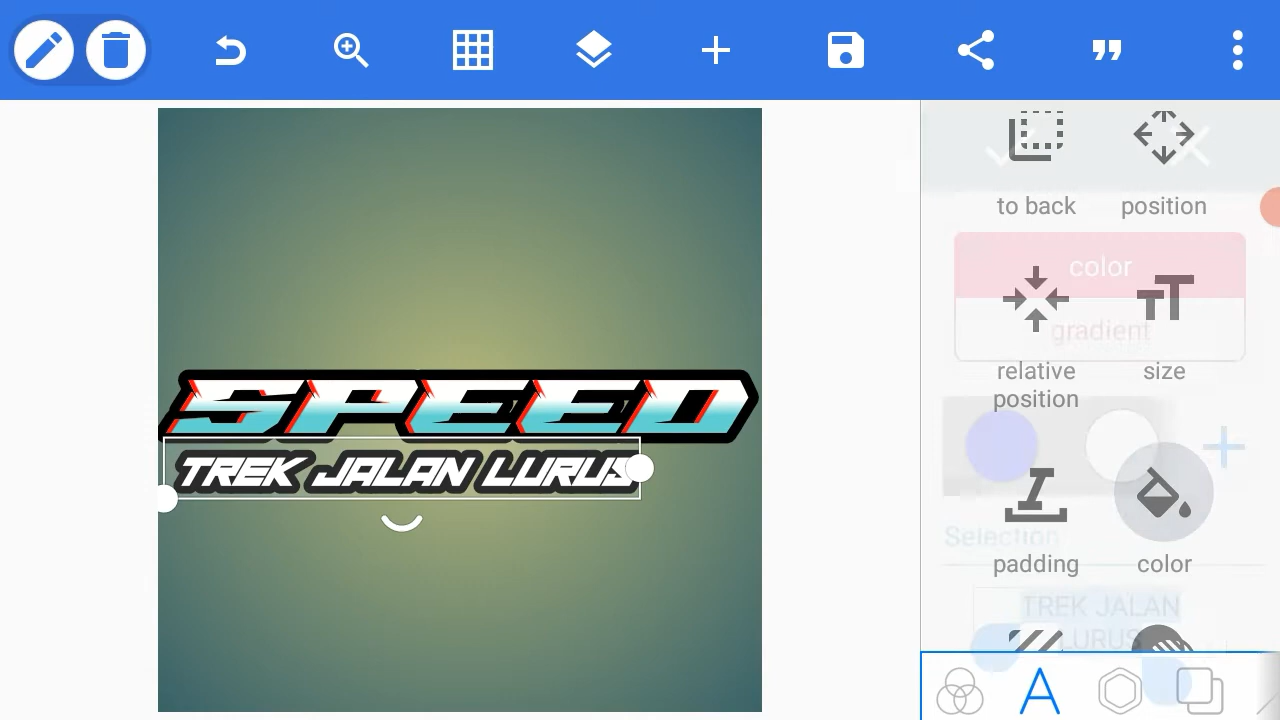 to back
position
color
gradient
relative
position
size
SPEED
TREK JALAN LURUS
padding
color
Selection
TREK JALAN
LURUS